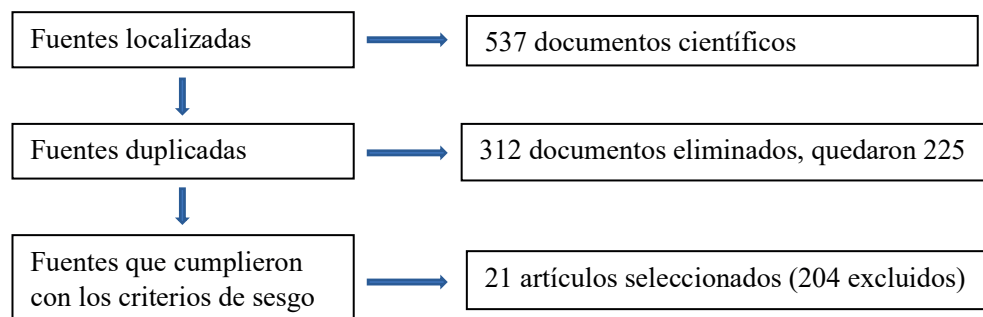 Fuentes localizadas
537 documentos científicos
Fuentes duplicadas
312 documentos eliminados, quedaron 225
Fuentes que cumplieron
con los criterios de sesgo
21 artículos seleccionados (204 excluidos)